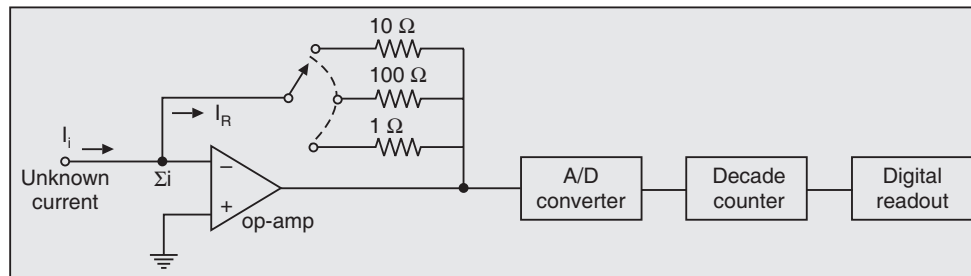 10 Ω
100 Ω
1 Ω
I_R
I_i
Unknown
current
Σi
−
+
op-amp
A/D
converter
Decade
counter
Digital
readout